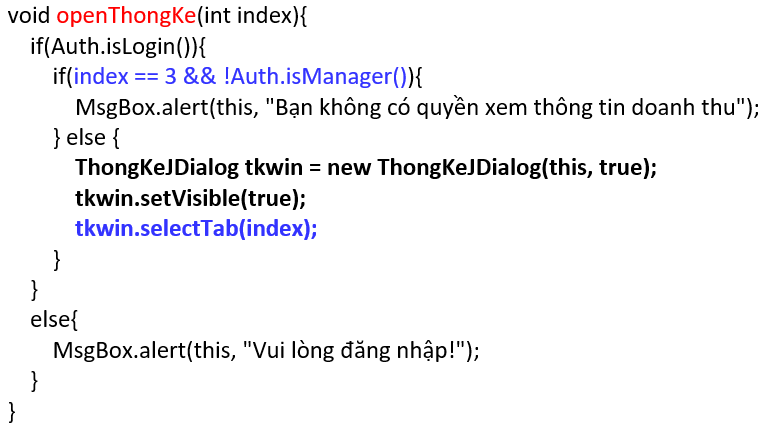 void openThongKe(int index){
if(Auth.isLogin()){
if(index == 3 && !Auth.isManager()){
MsgBox.alert(this, "Bạn không có quyền xem thông tin doanh thu");
} else {
ThongKeJDialog tkwin = new ThongKeJDialog(this, true);
tkwin.setVisible(true);
tkwin.selectTab(index);
}
}
else{
MsgBox.alert(this, "Vui lòng đăng nhập!");
}
}